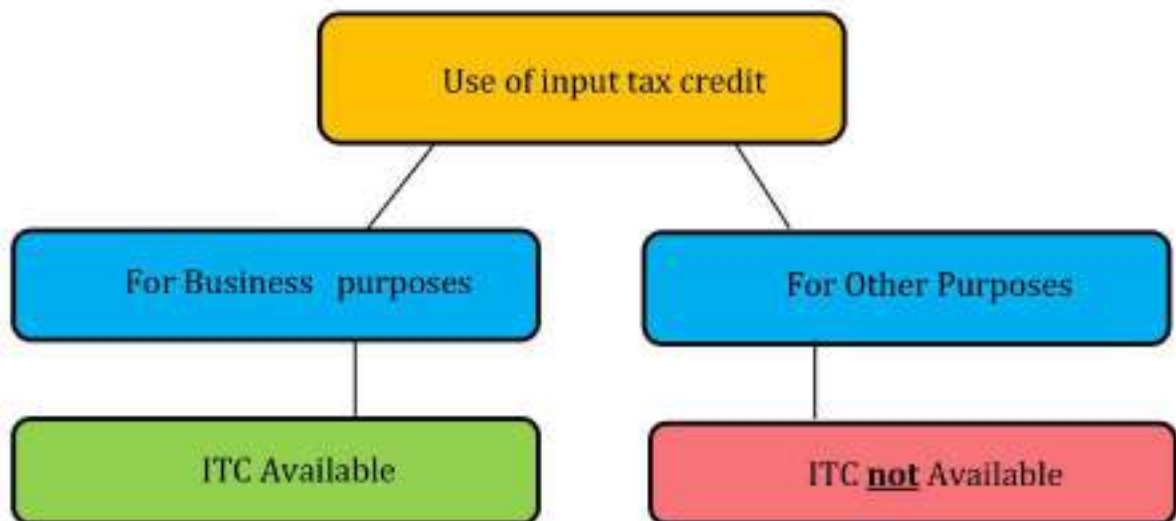 Use of input tax credit
For Business purposes
For Other Purposes
ITC Available
ITC not Available